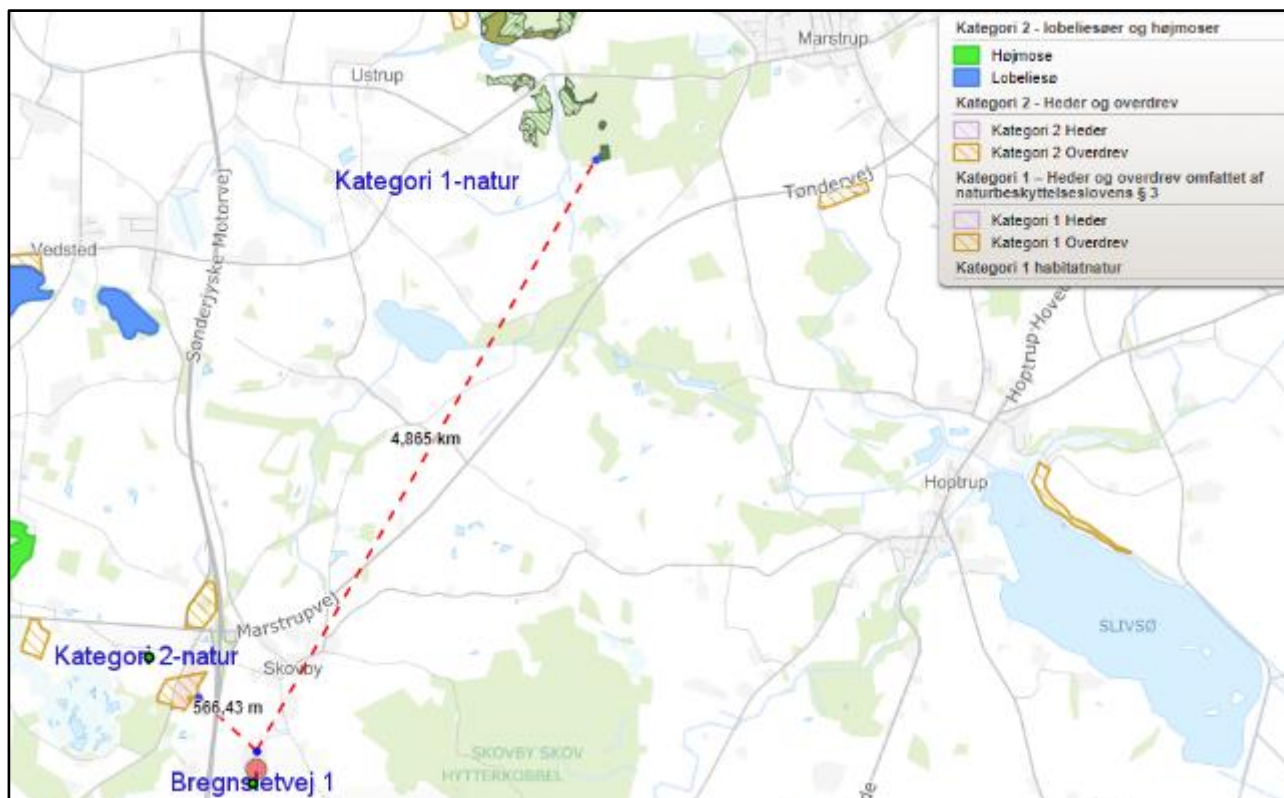 Kategori 2 - lobeliesøer og højmoser
Højmose
Lobeliesø
Kategori 2 - Heder og overdrev
Kategori 2 Heder
Kategori 2 Overdrev
Kategori 1 – Heder og overdrev omfattet af
naturbeskyttelseslovens § 3
Kategori 1 Heder
Kategori 1 Overdrev
Kategori 1 habitatnatur
Marstrup
Ustrup
Kategori 1-natur
Tøndervej
Vedsted
Sønderjyske Motorvej
Hoptrup Hoved
4,865 km
Hoptrup
Marstrupvej
SLIVSØ
Kategori 2-natur
Skovby
566,43 m
SKOVBY SKOV
HYTTERKOBBEL
Bregnsletvej 1
de